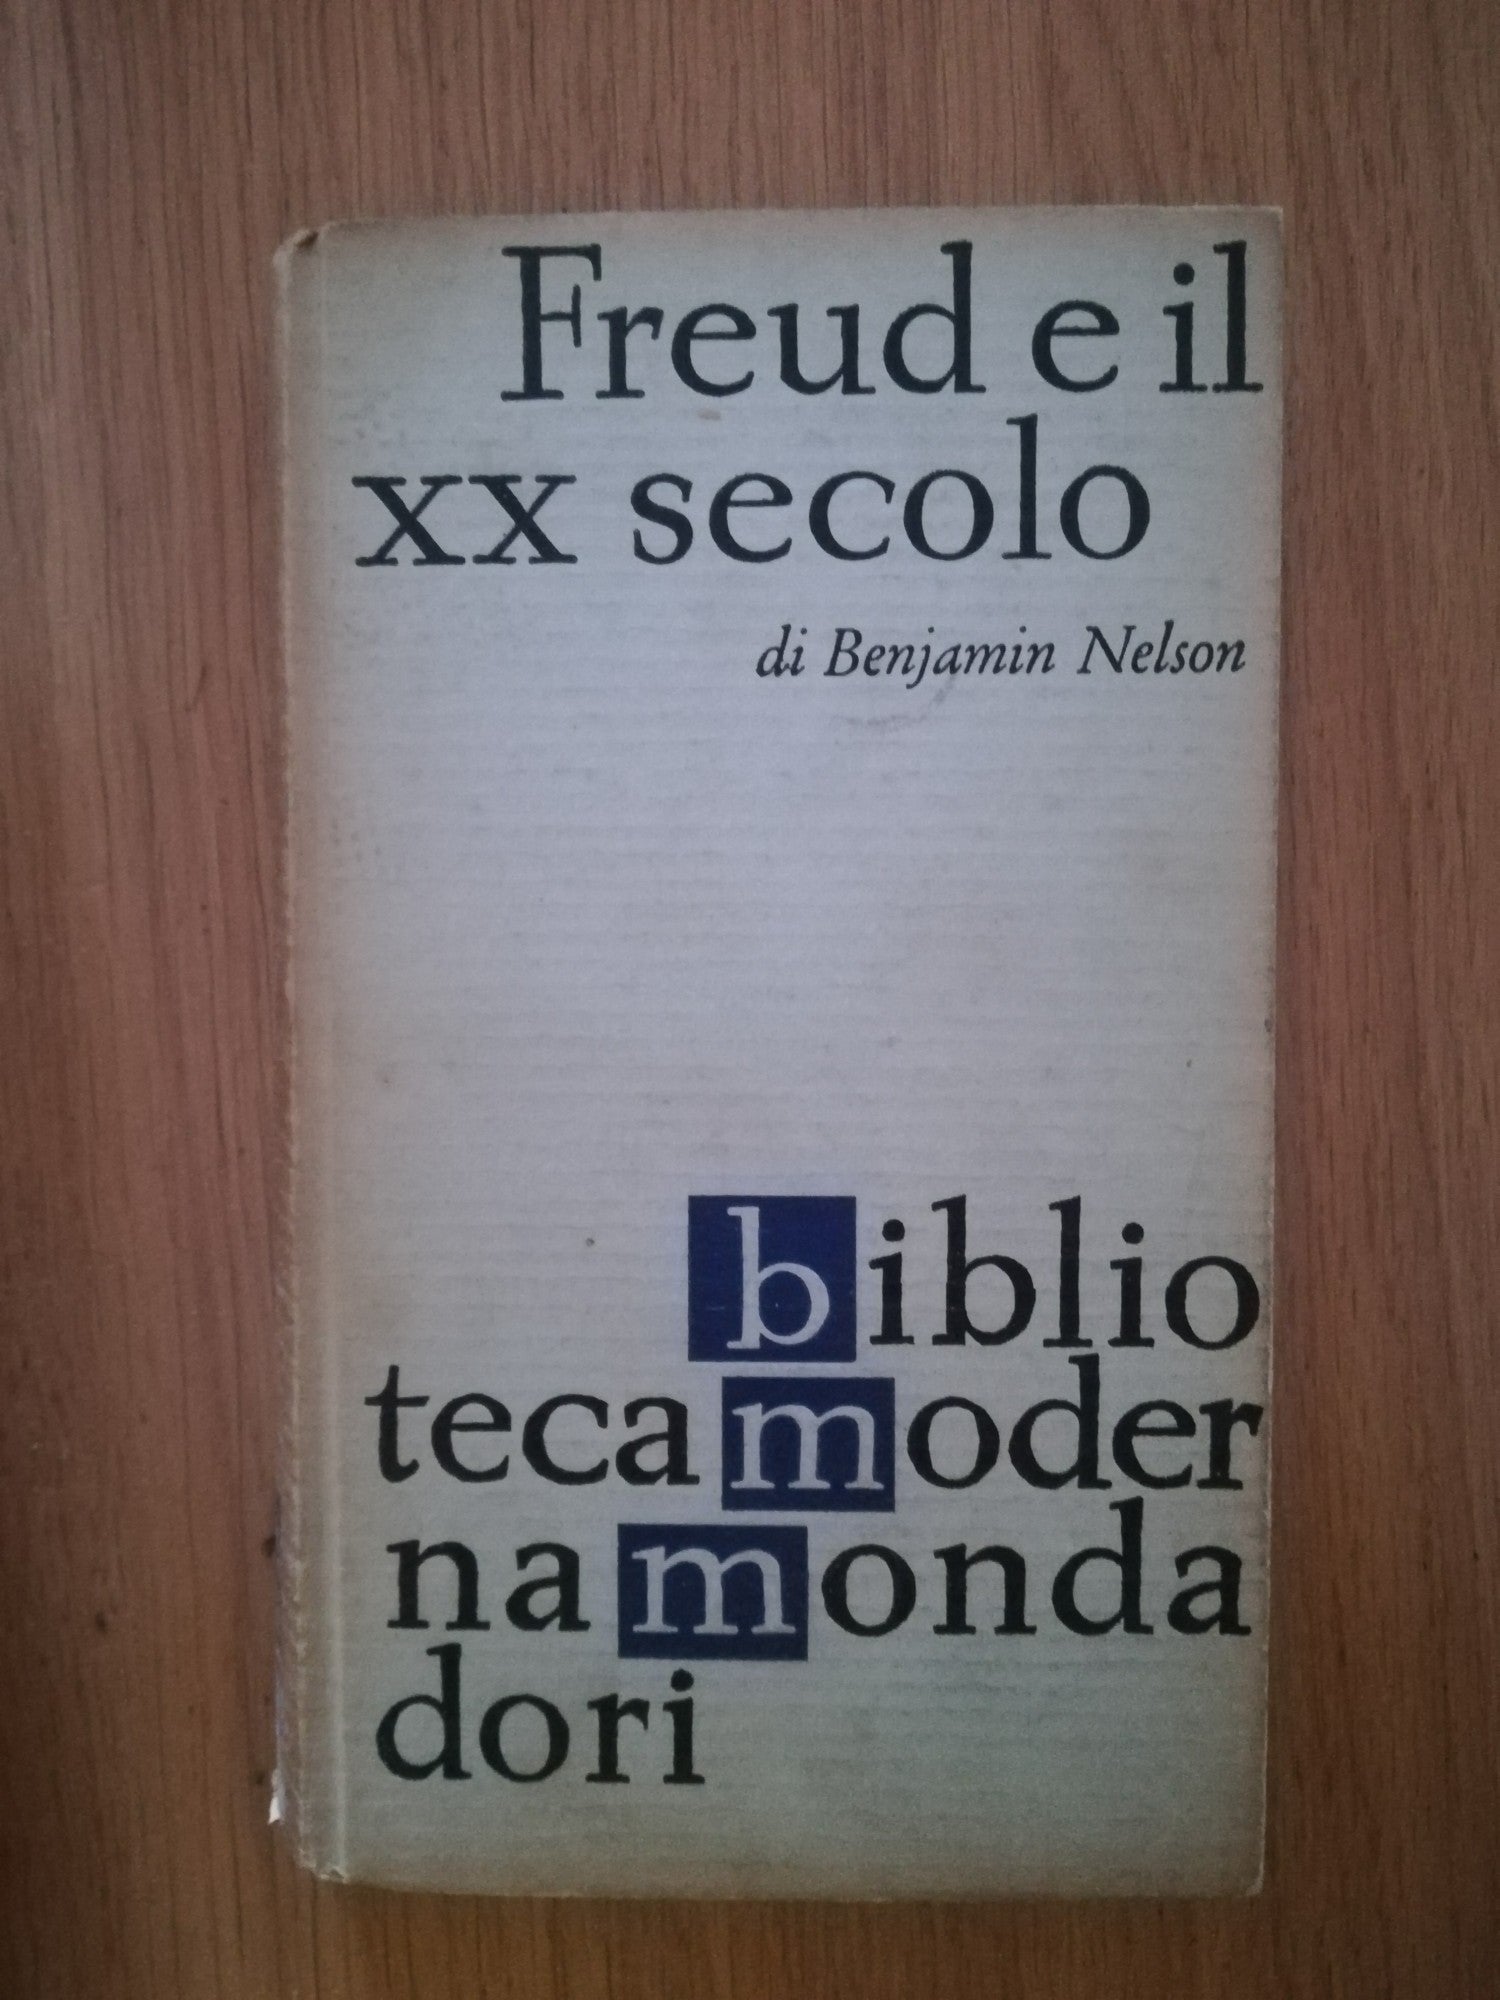 Freud e il
xx secolo
di Benjamin Nelson
biblio
tecamoder
namonda
dori